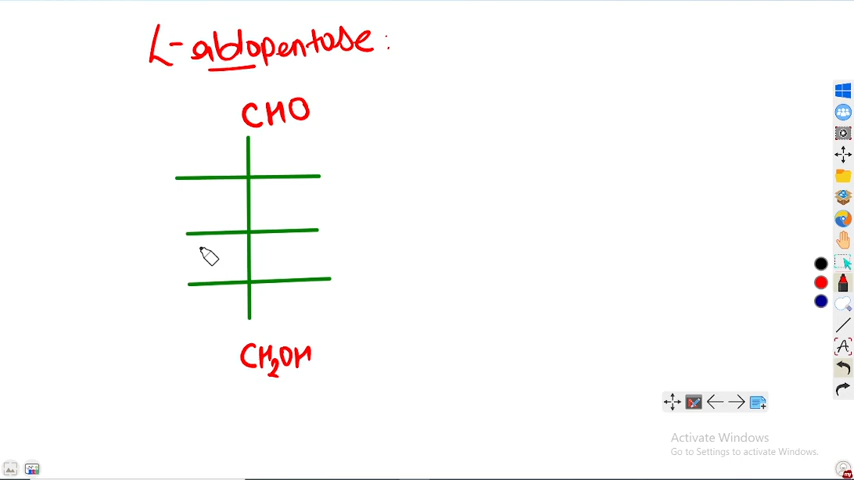 L-aldopentose:
CHO
CH2OH
Activate Windows
Go to Settings to activate Windows.